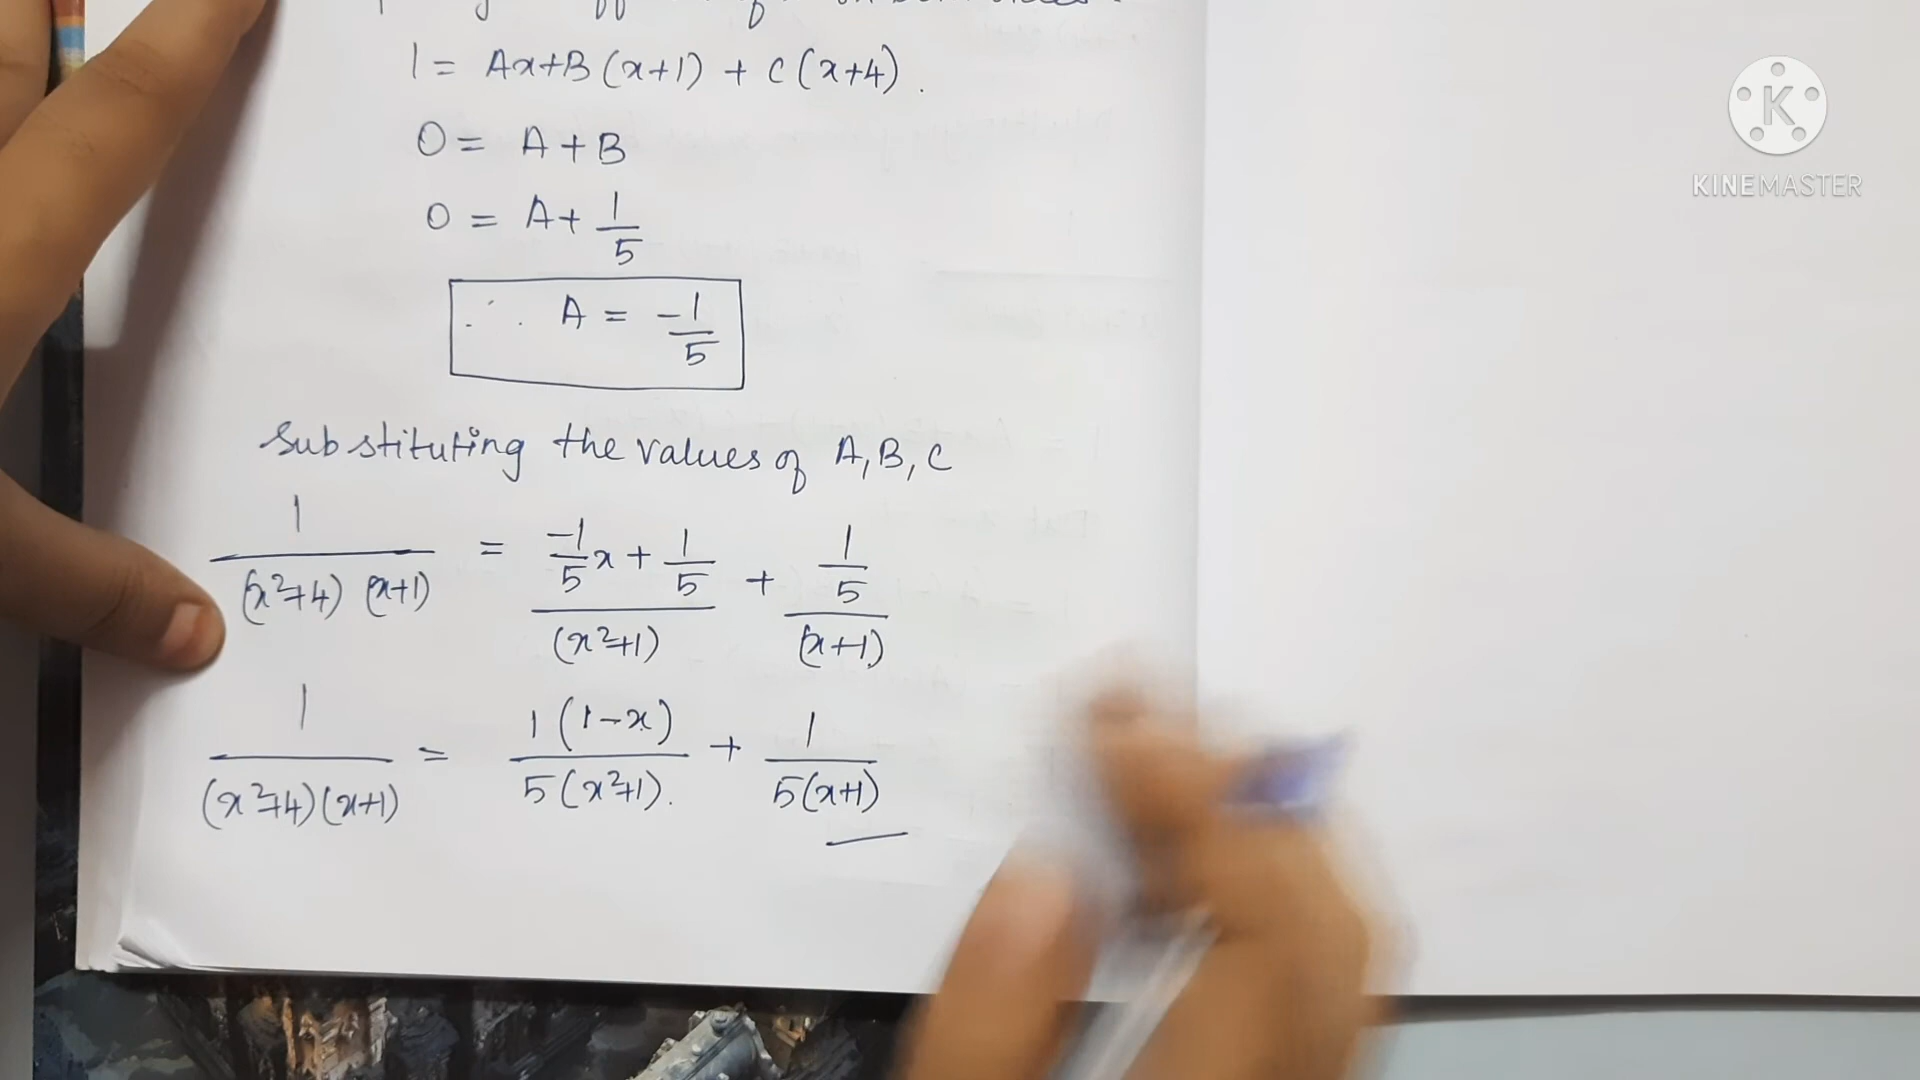 1 = Ax+B (x+1) + C (x+4).
0 = A+B
0 = A+ 1/5
∴ A = -1/5
Substituting the values of A, B, C
1/((x²+4) (x+1)) = (-1/5 x + 1/5)/(x²+1) + (1/5)/(x+1)
1/((x²+4)(x+1)) = 1(1-x)/(5(x²+1)). + 1/(5(x+1))
K
KINEMASTER